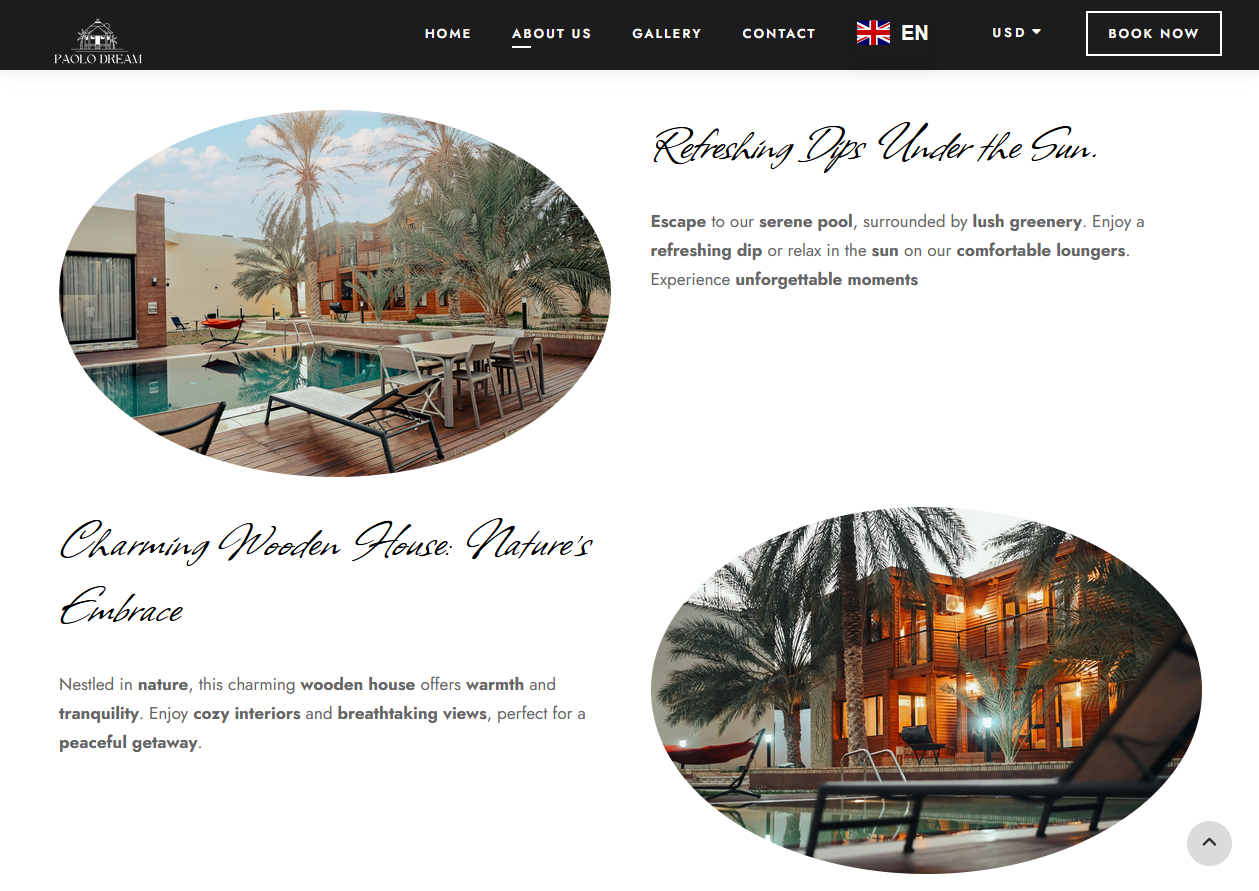 PAOLO DREAM
HOME
ABOUT US
GALLERY
CONTACT
EN
USD
BOOK NOW
Refreshing Dips Under the Sun.
Escape to our serene pool, surrounded by lush greenery. Enjoy a
refreshing dip or relax in the sun on our comfortable loungers.
Experience unforgettable moments
Charming Wooden House: Nature's
Embrace
Nestled in nature, this charming wooden house offers warmth and
tranquility. Enjoy cozy interiors and breathtaking views, perfect for a
peaceful getaway.